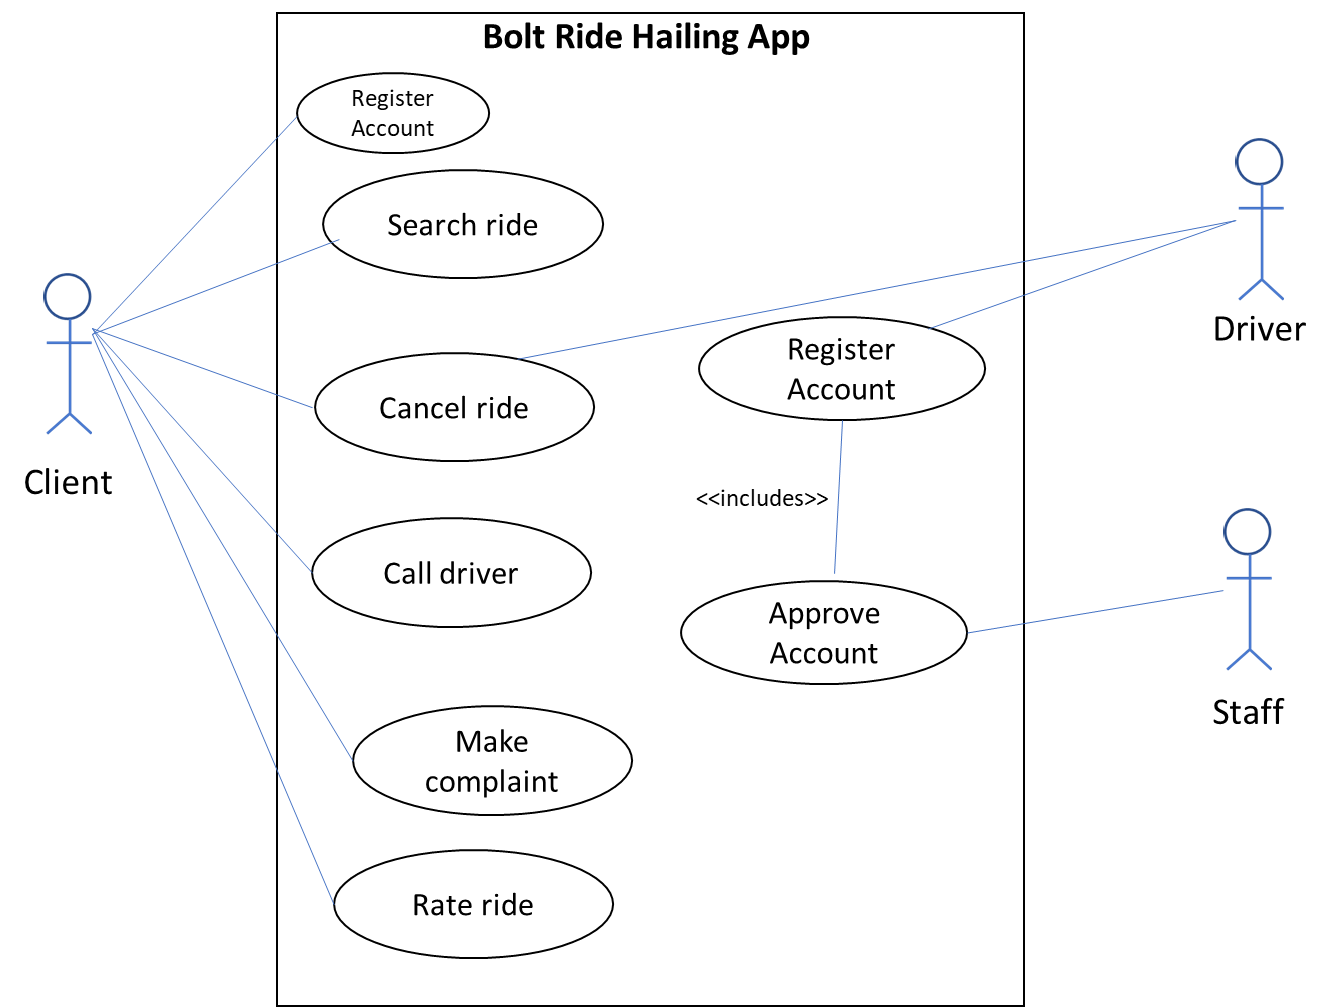 Bolt Ride Hailing App
Register
Account
Search ride
Cancel ride
Call driver
Make
complaint
Rate ride
Register
Account
<<includes>>
Approve
Account
Client
Driver
Staff